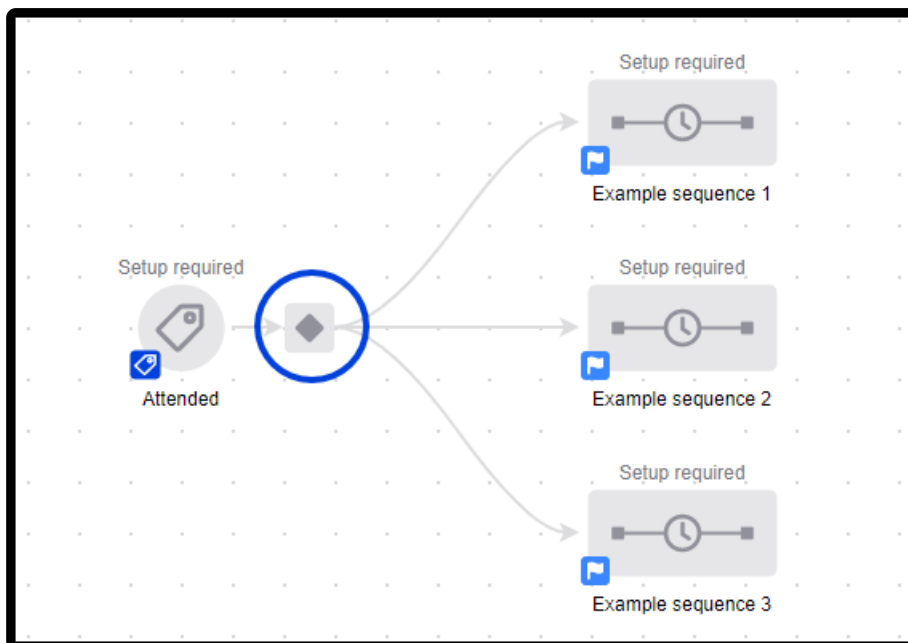 Setup required
Example sequence 1
Setup required
Attended
Setup required
Example sequence 2
Setup required
Example sequence 3